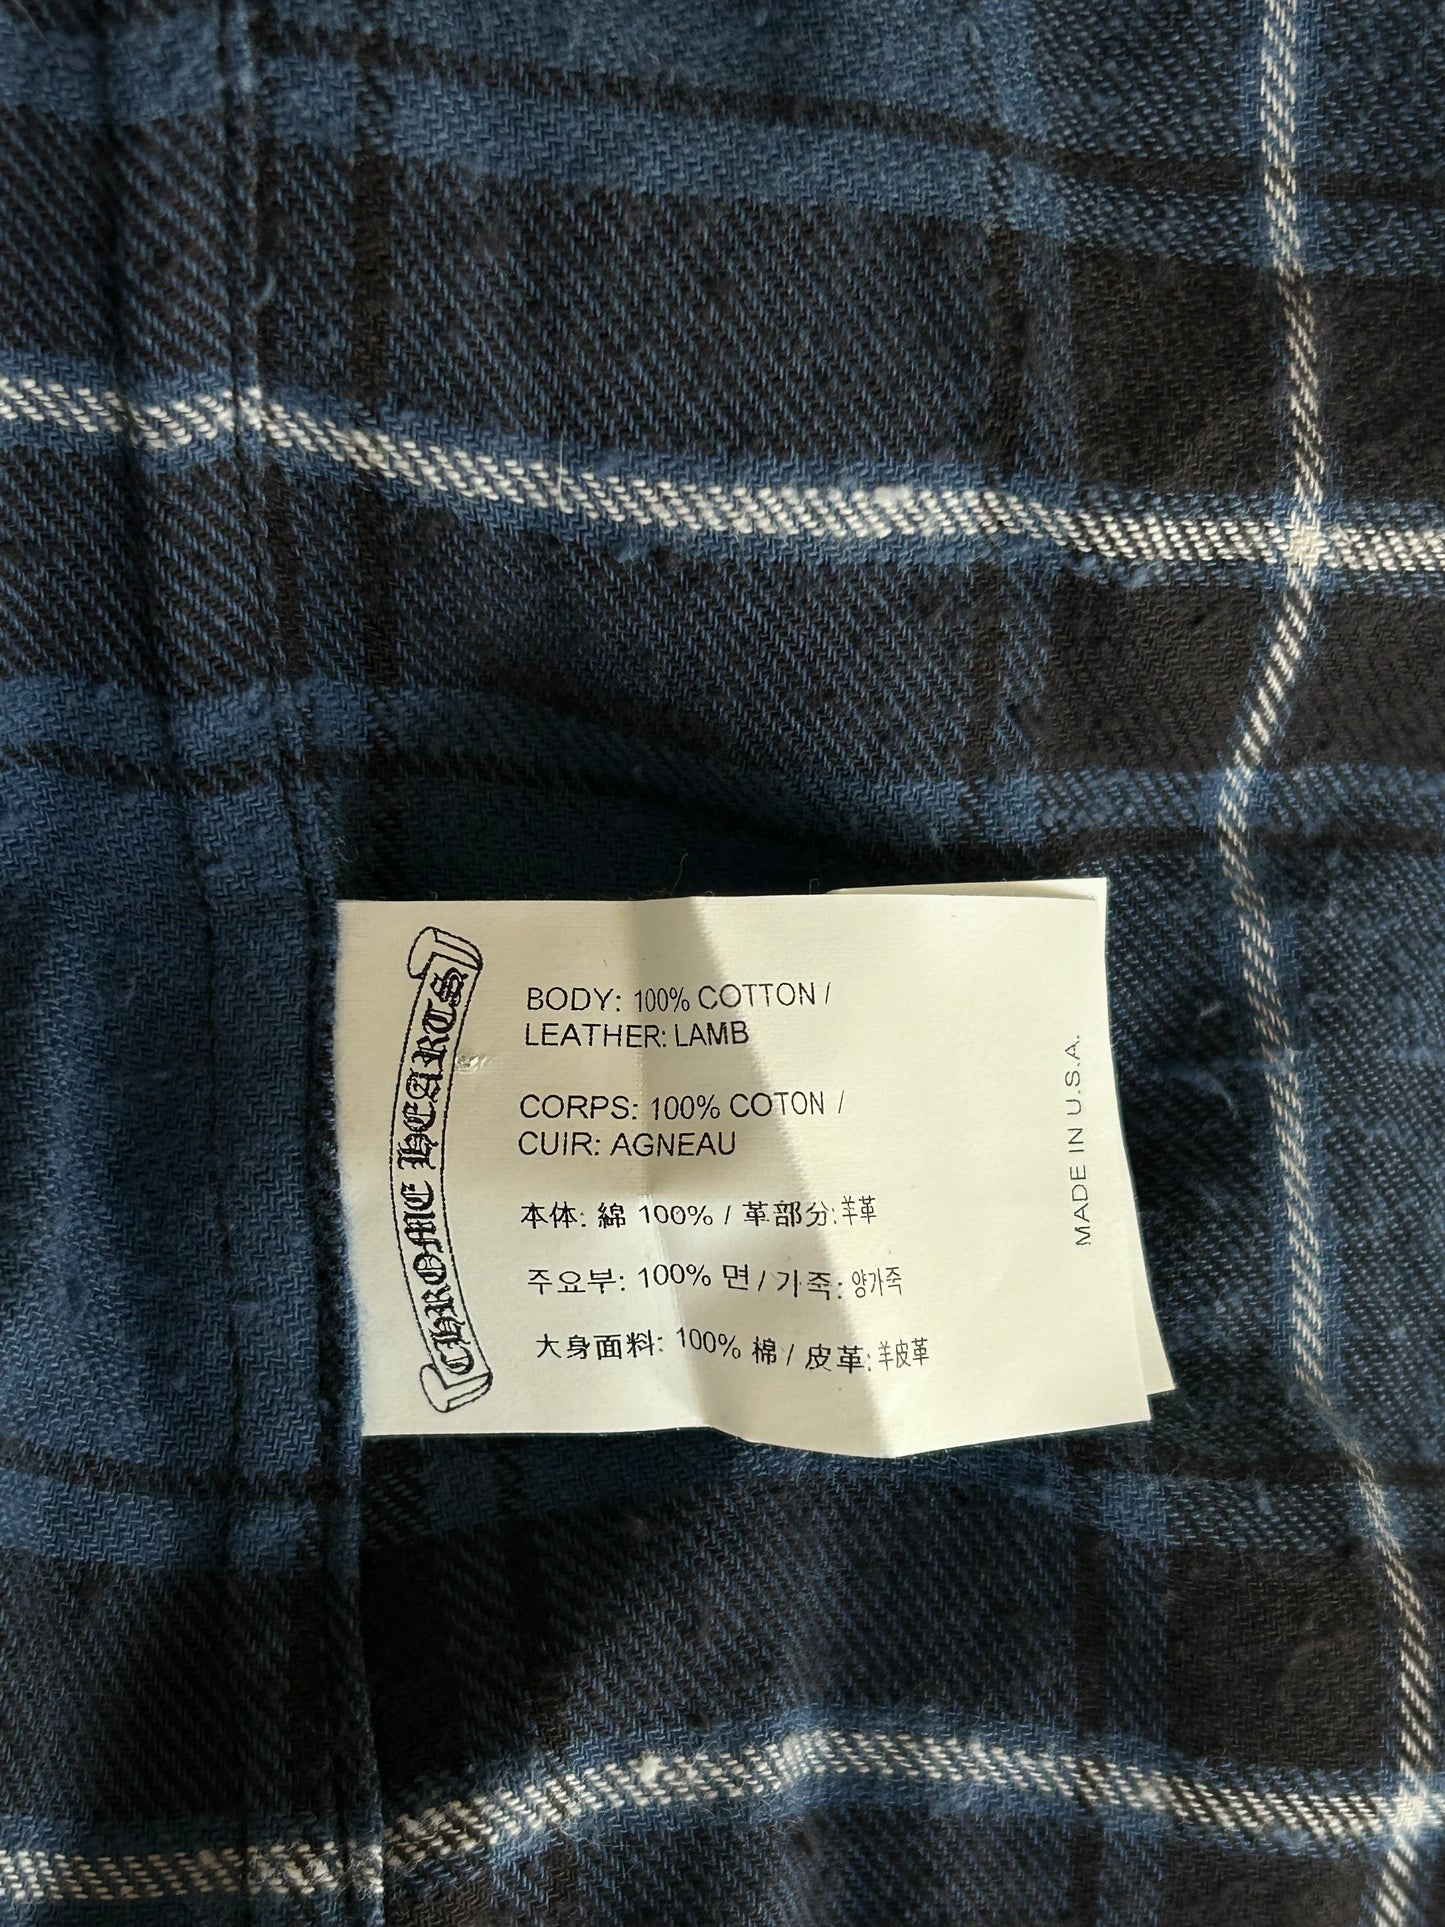 CHROME HEARTS
BODY: 100% COTTON /
LEATHER: LAMB
CORPS: 100% COTON /
CUIR: AGNEAU
本体: 綿 100% / 革部分:羊革
주요부: 100% 면 / 가죽: 양가죽
大身面料: 100% 棉 / 皮革:羊皮革
MADE IN U.S.A.